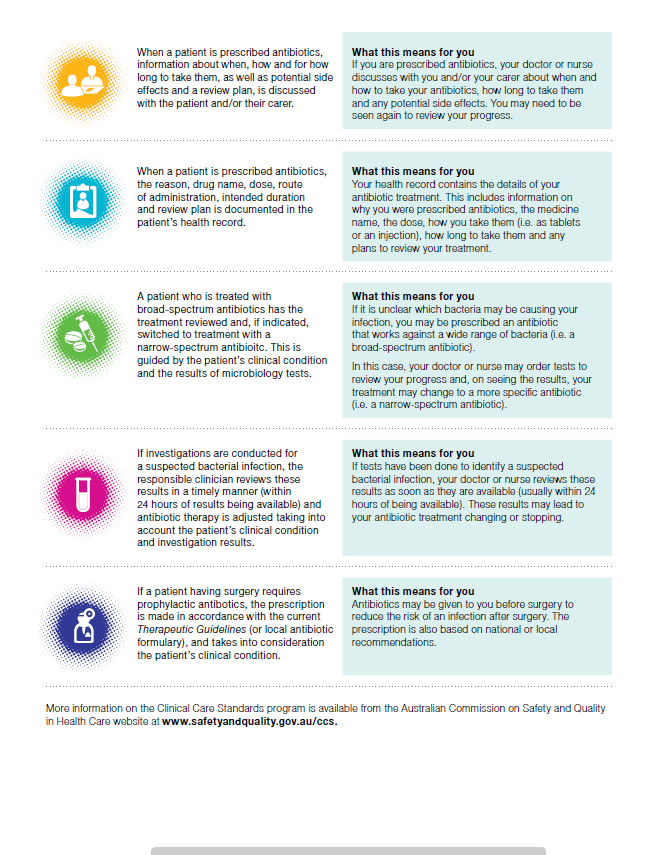 When a patient is prescribed antibiotics,
information about when, how and for how
long to take them, as well as potential side
effects and a review plan, is discussed
with the patient and/or their carer.
What this means for you
If you are prescribed antibiotics, your doctor or nurse
discusses with you and/or your carer about when and
how to take your antibiotics, how long to take them
and any potential side effects. You may need to be
seen again to review your progress.
When a patient is prescribed antibiotics,
the reason, drug name, dose, route
of administration, intended duration
and review plan is documented in the
patient's health record.
What this means for you
Your health record contains the details of your
antibiotic treatment. This includes information on
why you were prescribed antibiotics, the medicine
name, the dose, how you take them (i.e. as tablets
or an injection), how long to take them and any
plans to review your treatment.
A patient who is treated with
broad-spectrum antibiotics has the
treatment reviewed and, if indicated,
switched to treatment with a
narrow-spectrum antibioitc. This is
guided by the patient's clinical condition
and the results of microbiology tests.
What this means for you
If it is unclear which bacteria may be causing your
infection, you may be prescribed an antibiotic
that works against a wide range of bacteria (i.e. a
broad-spectrum antibiotic).
In this case, your doctor or nurse may order tests to
review your progress and, on seeing the results, your
treatment may change to a more specific antibiotic
(i.e. a narrow-spectrum antibiotic).
If investigations are conducted for
a suspected bacterial infection, the
responsible clinician reviews these
results in a timely manner (within
24 hours of results being available) and
antibiotic therapy is adjusted taking into
account the patient's clinical condition
and investigation results.
What this means for you
If tests have been done to identify a suspected
bacterial infection, your doctor or nurse reviews these
results as soon as they are available (usually within 24
hours of being available). These results may lead to
your antibiotic treatment changing or stopping.
If a patient having surgery requires
prophylactic antibotics, the prescription
is made in accordance with the current
Therapeutic Guidelines (or local antibiotic
formulary), and takes into consideration
the patient's clinical condition.
What this means for you
Antibiotics may be given to you before surgery to
reduce the risk of an infection after surgery. The
prescription is also based on national or local
recommendations.
More information on the Clinical Care Standards program is available from the Australian Commission on Safety and Quality
in Health Care website at www.safetyandquality.gov.au/ccs.